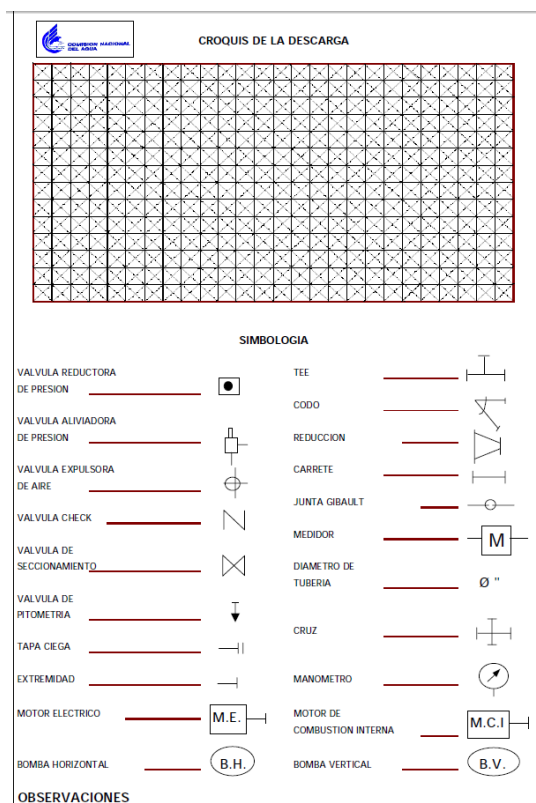 COMISION NACIONAL
DEL AGUA
CROQUIS DE LA DESCARGA
SIMBOLOGIA
VALVULA REDUCTORA
DE PRESION
VALVULA ALIVIADORA
DE PRESION
VALVULA EXPULSORA
DE AIRE
VALVULA CHECK
VALVULA DE
SECCIONAMIENTO
VALVULA DE
PITOMETRIA
TAPA CIEGA
EXTREMIDAD
MOTOR ELECTRICO
M.E.
BOMBA HORIZONTAL
B.H.
TEE
CODO
REDUCCION
CARRETE
JUNTA GIBAULT
MEDIDOR
M
DIAMETRO DE
TUBERIA
Ø "
CRUZ
MANOMETRO
MOTOR DE
COMBUSTION INTERNA
M.C.I
BOMBA VERTICAL
B.V.
OBSERVACIONES